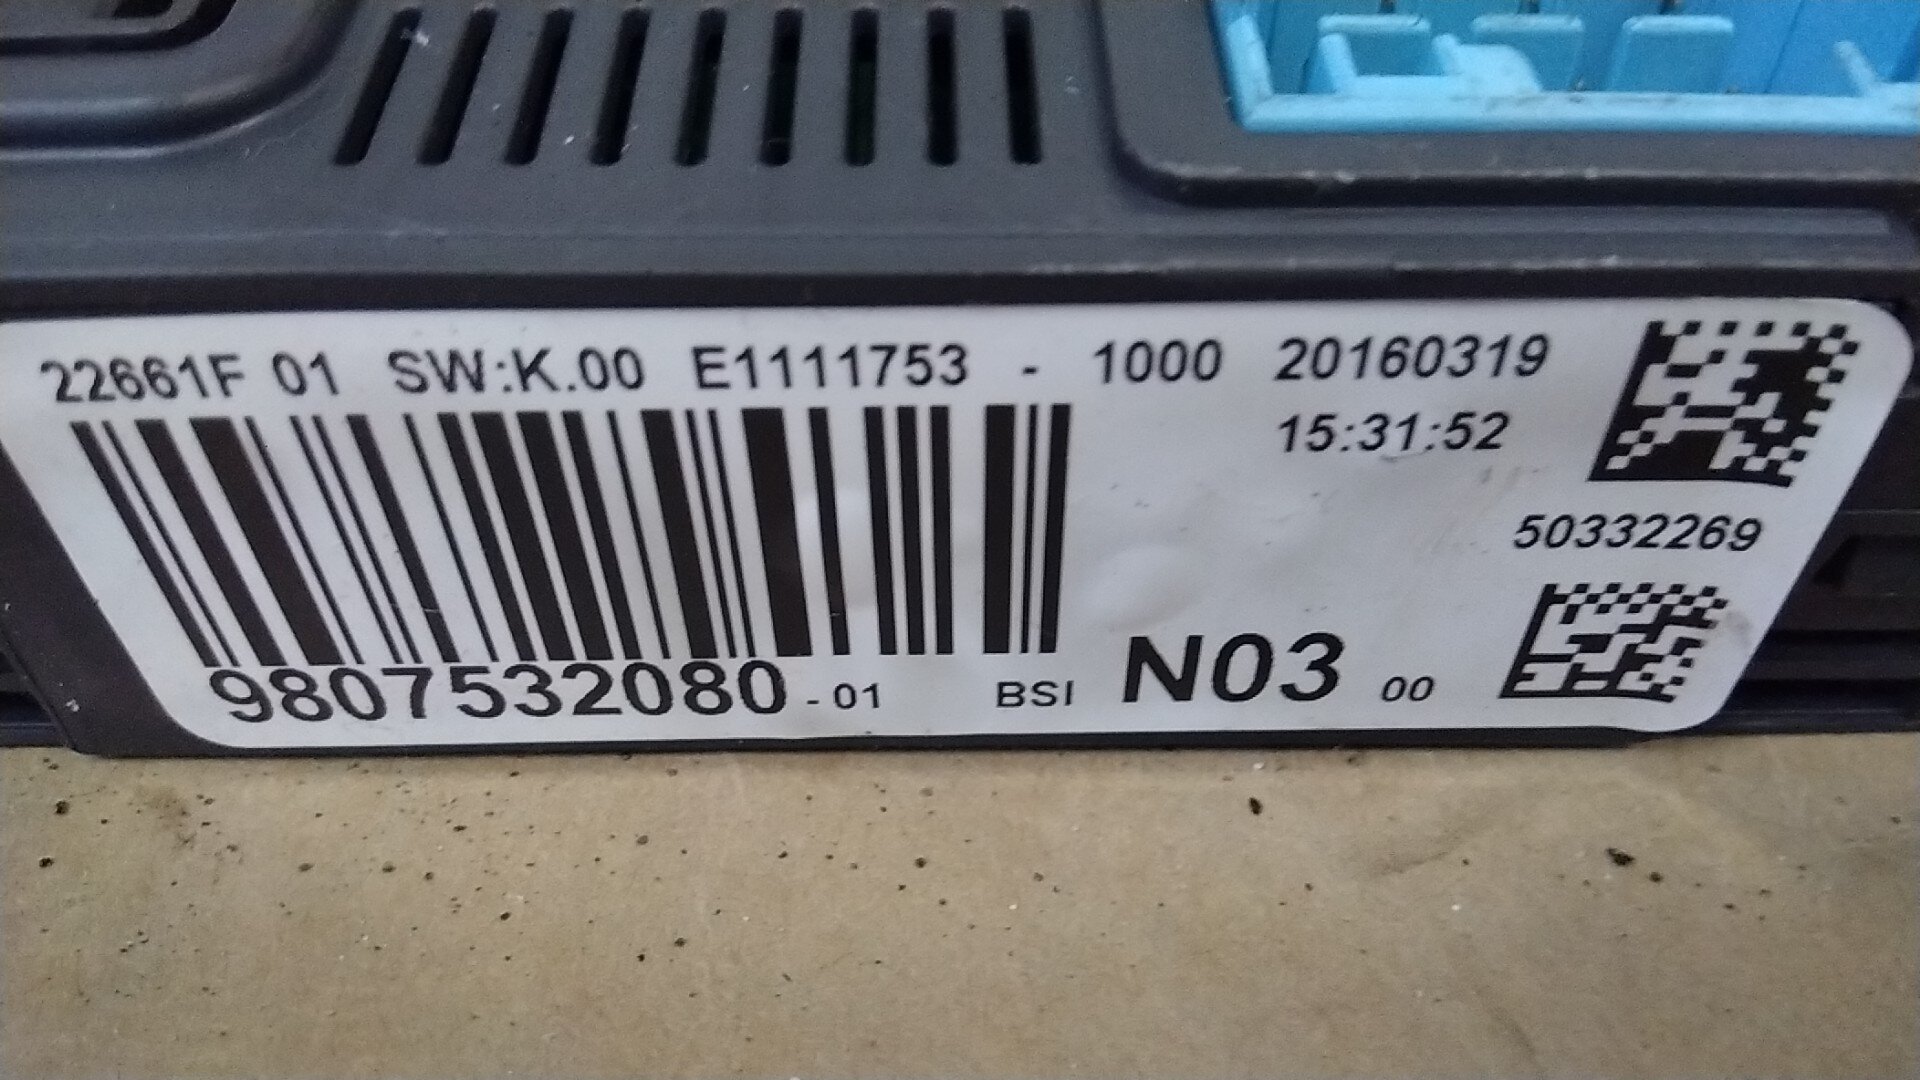 22661F 01 SW:K.00 E1111753 - 1000 20160319
15:31:52
50332269
9807532080 - 01 BSI N03 00